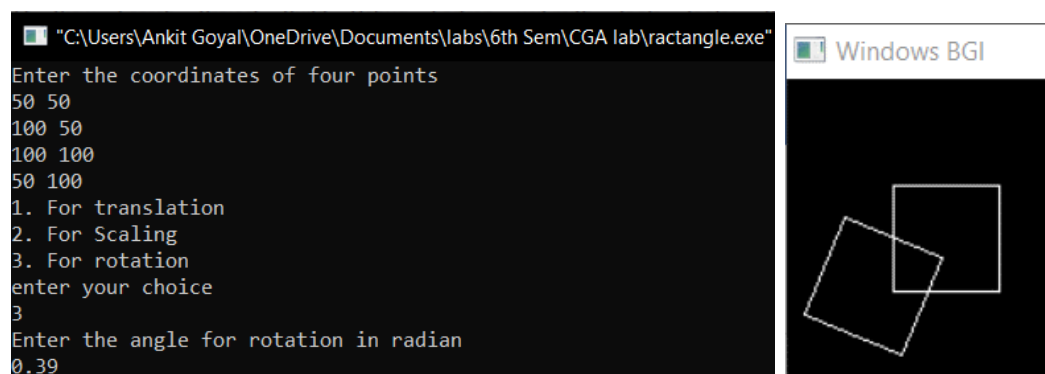 "C:\Users\Ankit Goyal\OneDrive\Documents\labs\6th Sem\CGA lab\ractangle.exe"
Enter the coordinates of four points
50 50
100 50
100 100
50 100
1. For translation
2. For Scaling
3. For rotation
enter your choice
3
Enter the angle for rotation in radian
0.39
Windows BGI